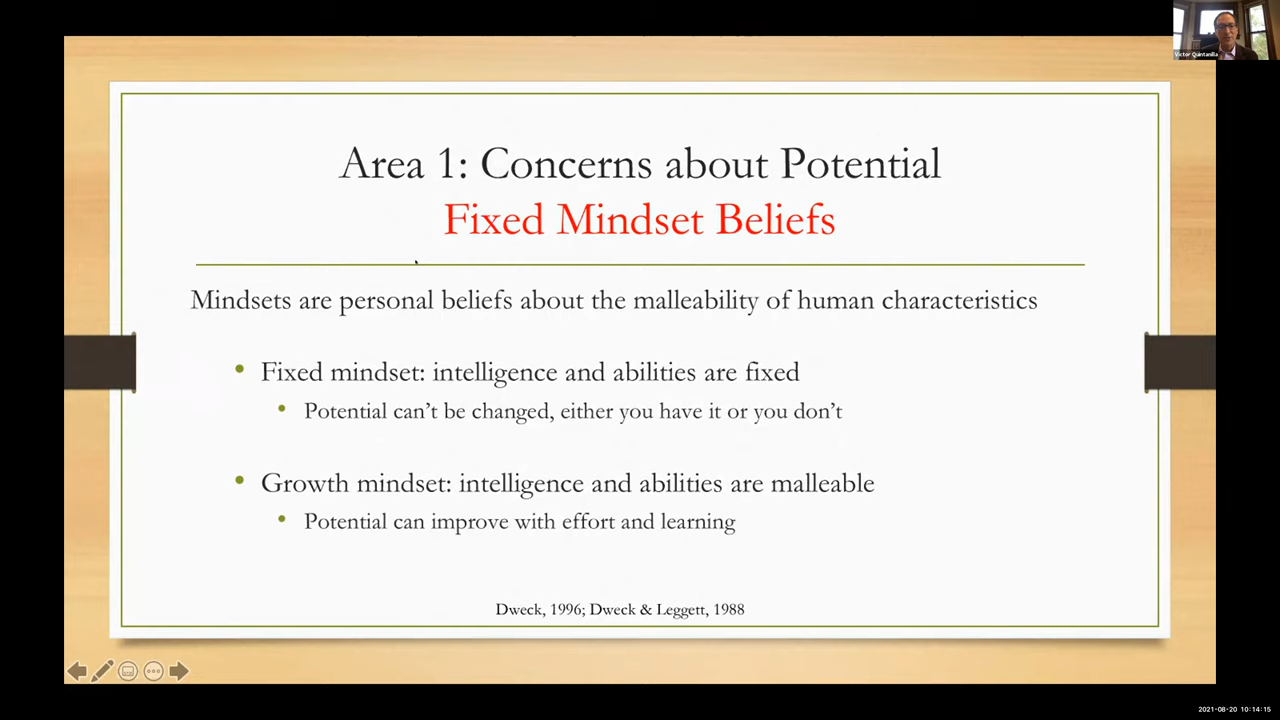 Victor Quintanilla
Area 1: Concerns about Potential
Fixed Mindset Beliefs
Mindsets are personal beliefs about the malleability of human characteristics
• Fixed mindset: intelligence and abilities are fixed
• Potential can’t be changed, either you have it or you don’t
• Growth mindset: intelligence and abilities are malleable
• Potential can improve with effort and learning
Dweck, 1996; Dweck & Leggett, 1988
2021-08-20 10:14:15